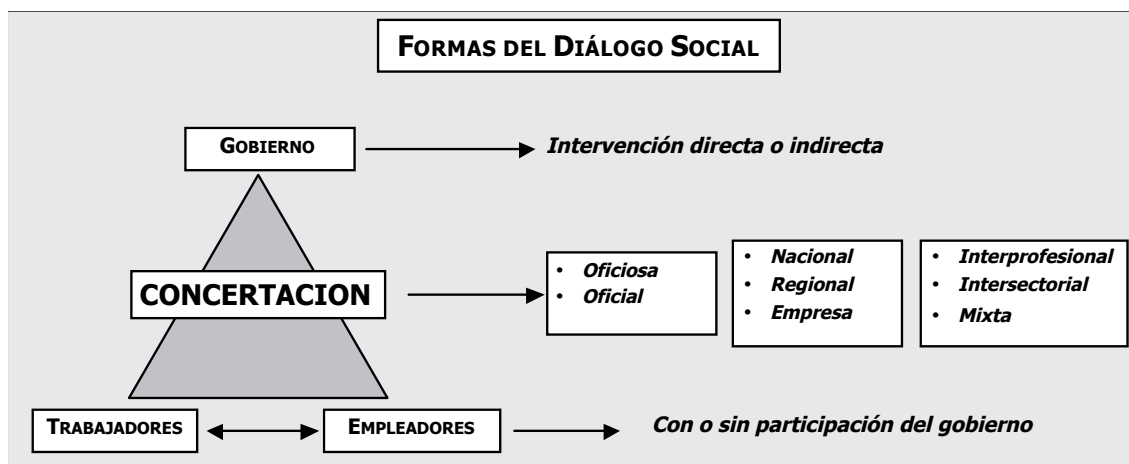 FORMAS DEL DIÁLOGO SOCIAL
GOBIERNO
Intervención directa o indirecta
CONCERTACION
• Oficiosa
• Oficial
• Nacional
• Regional
• Empresa
• Interprofesional
• Intersectorial
• Mixta
TRABAJADORES
EMPLEADORES
Con o sin participación del gobierno